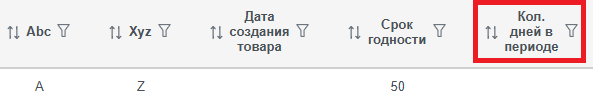 Abc
Xyz
Дата
создания
товара
Срок
годности
Кол.
дней в
периоде
A
Z
50